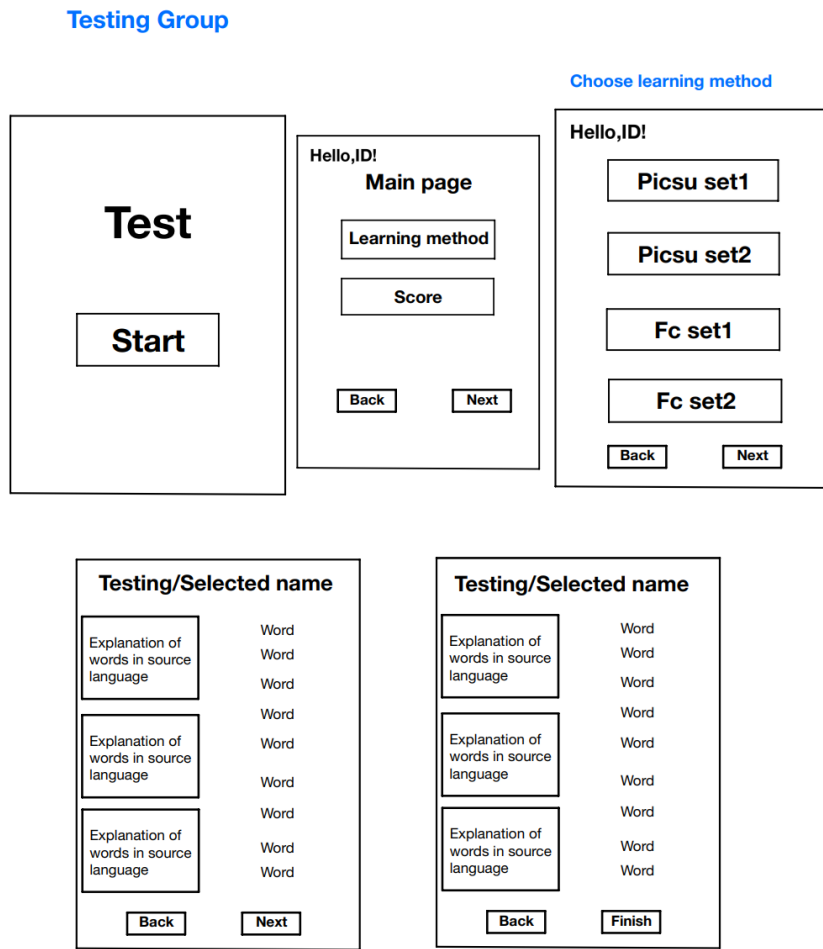 Testing Group
Choose learning method
Test
Start
Hello,ID!
Main page
Learning method
Score
Back
Next
Hello,ID!
Picsu set1
Picsu set2
Fc set1
Fc set2
Back
Next
Testing/Selected name
Explanation of
words in source
language
Explanation of
words in source
language
Explanation of
words in source
language
Word
Word
Word
Word
Word
Word
Word
Word
Word
Back
Next
Testing/Selected name
Explanation of
words in source
language
Explanation of
words in source
language
Explanation of
words in source
language
Word
Word
Word
Word
Word
Word
Word
Word
Word
Back
Finish